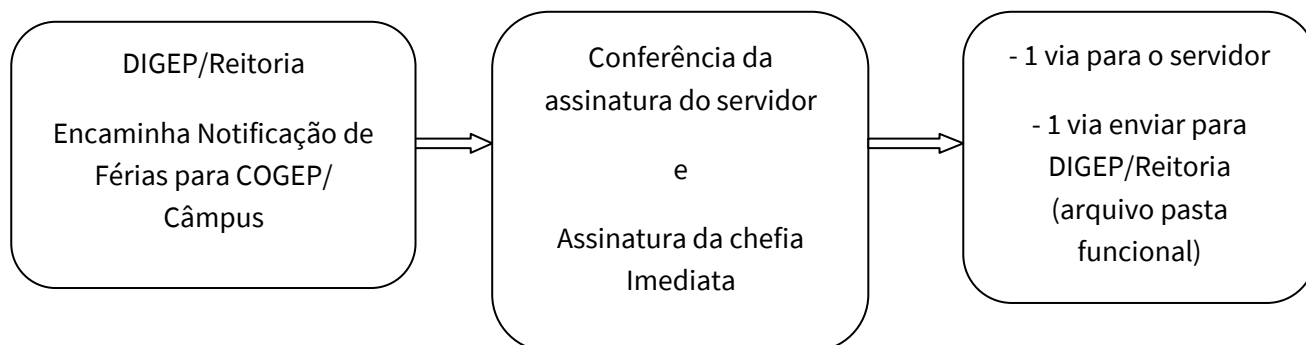 DIGEP/Reitoria
Encaminha Notificação de
Férias para COGEP/
Câmpus
Conferência da
assinatura do servidor
e
Assinatura da chefia
Imediata
- 1 via para o servidor
- 1 via enviar para
DIGEP/Reitoria
(arquivo pasta
funcional)